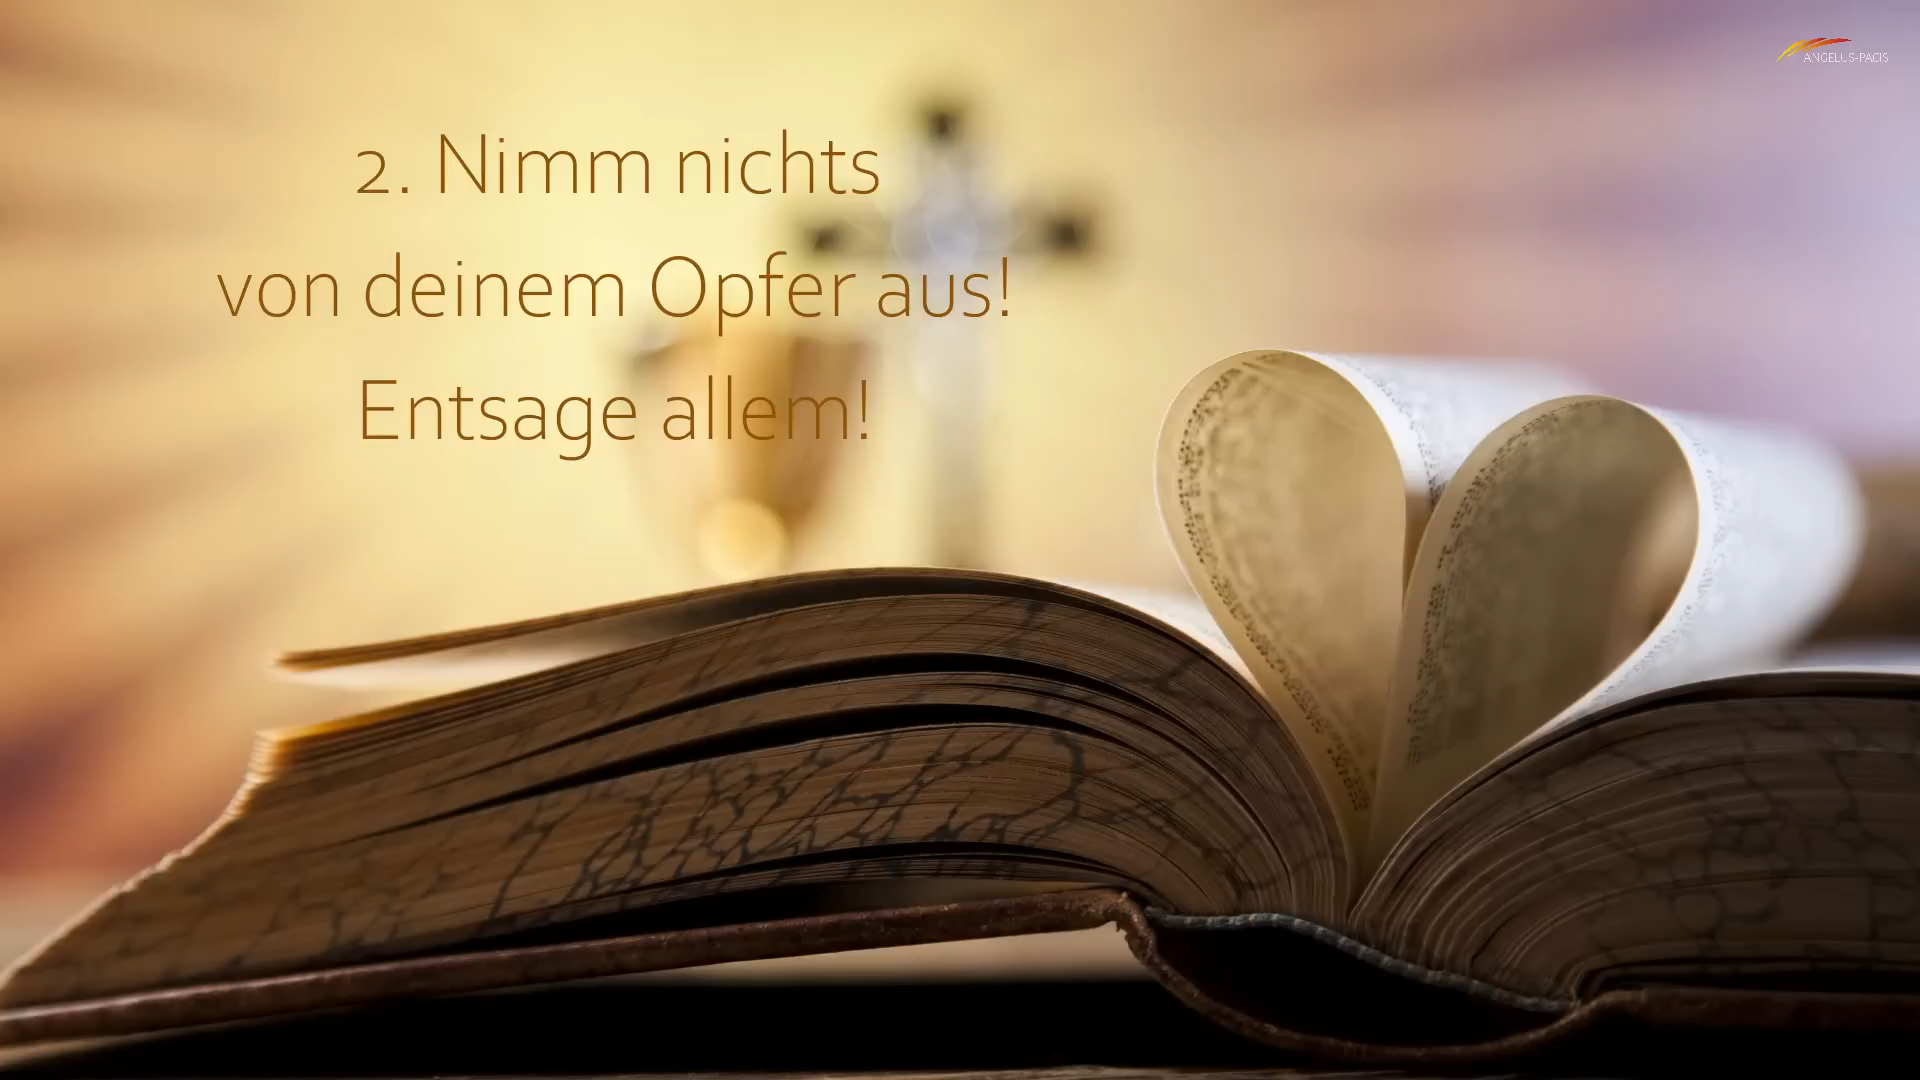 ANGELUS-PACIS
2. Nimm nichts
von deinem Opfer aus!
Entsage allem!